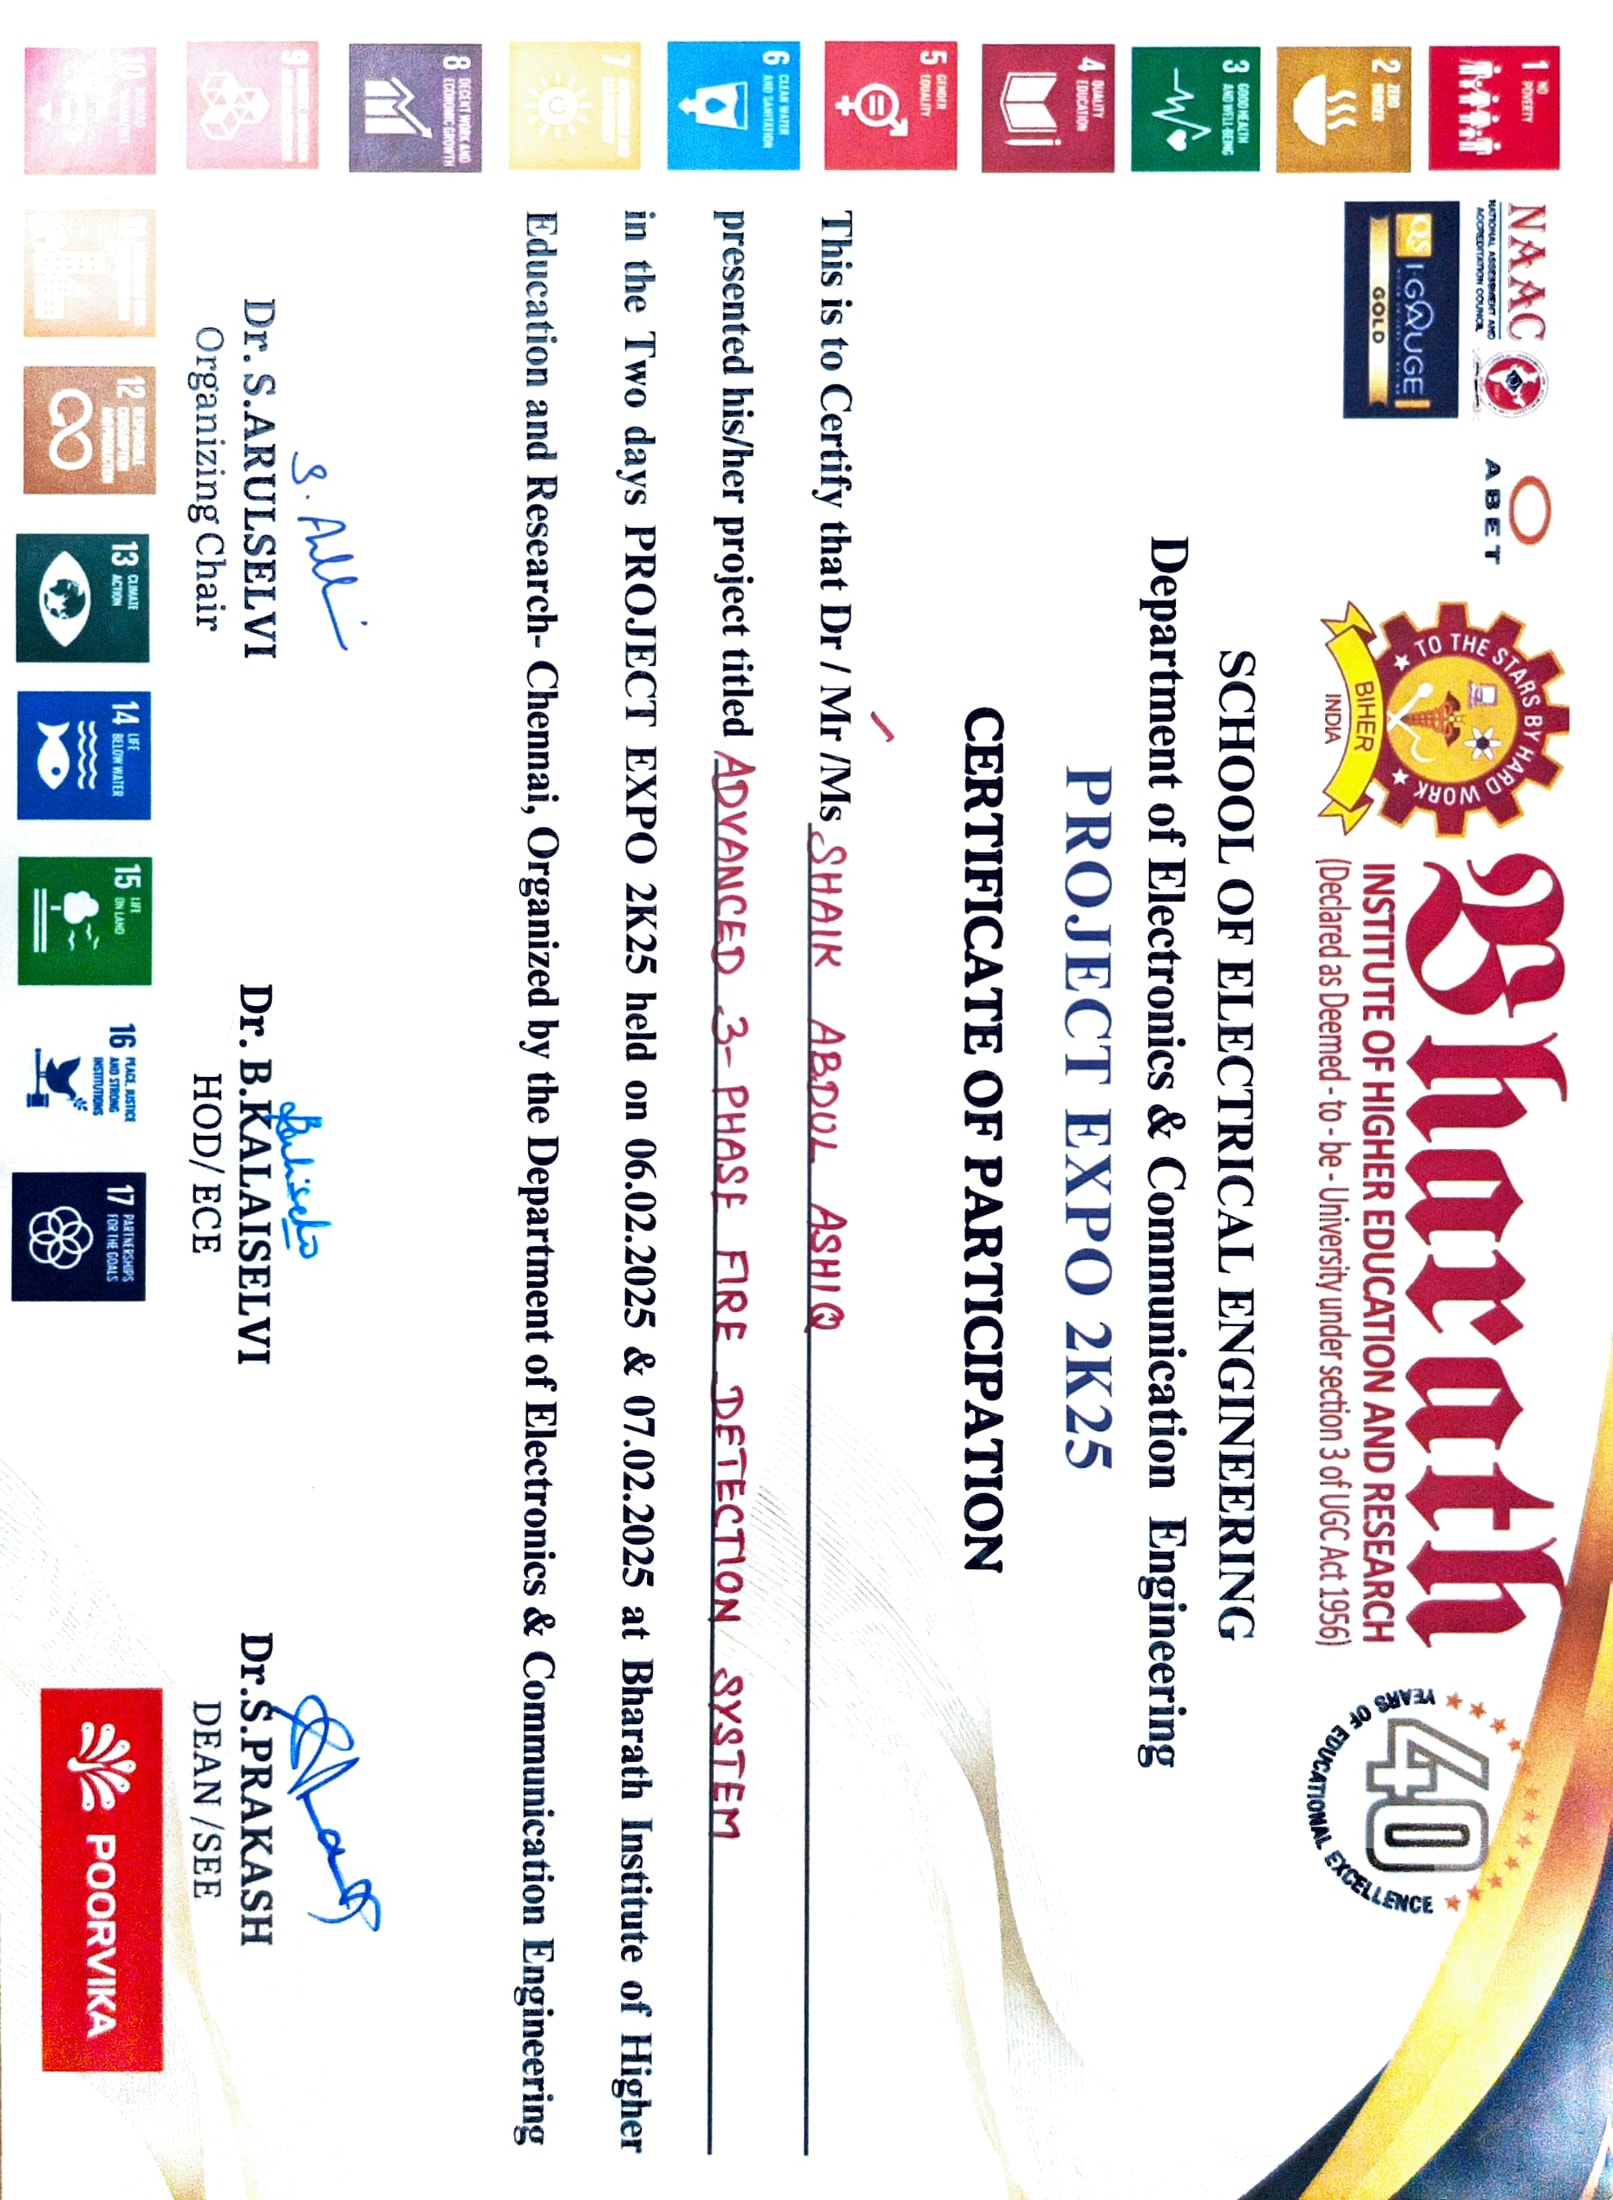 1 NO POVERTY
2 ZERO HUNGER
3 GOOD HEALTH AND WELL-BEING
4 QUALITY EDUCATION
5 GENDER EQUALITY
6 CLEAN WATER AND SANITATION
7
8 DECENT WORK AND ECONOMIC GROWTH
9
10
11
12 RESPONSIBLE CONSUMPTION AND PRODUCTION
13 CLIMATE ACTION
14 LIFE BELOW WATER
15 LIFE ON LAND
16 PEACE, JUSTICE AND STRONG INSTITUTIONS
17 PARTNERSHIPS FOR THE GOALS
NAAC
NATIONAL ASSESSMENT AND
ACCREDITATION COUNCIL
QS I·GAUGE
GOLD
ABET
TO THE STARS BY HARD WORK
BIHER
INDIA
Bharath
INSTITUTE OF HIGHER EDUCATION AND RESEARCH
(Declared as Deemed - to - be - University under section 3 of UGC Act 1956)
40
YEARS OF EDUCATIONAL EXCELLENCE
SCHOOL OF ELECTRICAL ENGINEERING
Department of Electronics & Communication Engineering
PROJECT EXPO 2K25
CERTIFICATE OF PARTICIPATION
This is to Certify that Dr / Mr /Ms SHAIK ABDUL ASHIQ
presented his/her project titled ADVANCED 3-PHASE FIRE DETECTION SYSTEM
in the Two days PROJECT EXPO 2K25 held on 06.02.2025 & 07.02.2025 at Bharath Institute of Higher
Education and Research- Chennai, Organized by the Department of Electronics & Communication Engineering
Dr. S.ARULSELVI
Organizing Chair
Dr. B.KALAISELVI
HOD/ ECE
Dr.S.PRAKASH
DEAN /SEE
POORVIKA